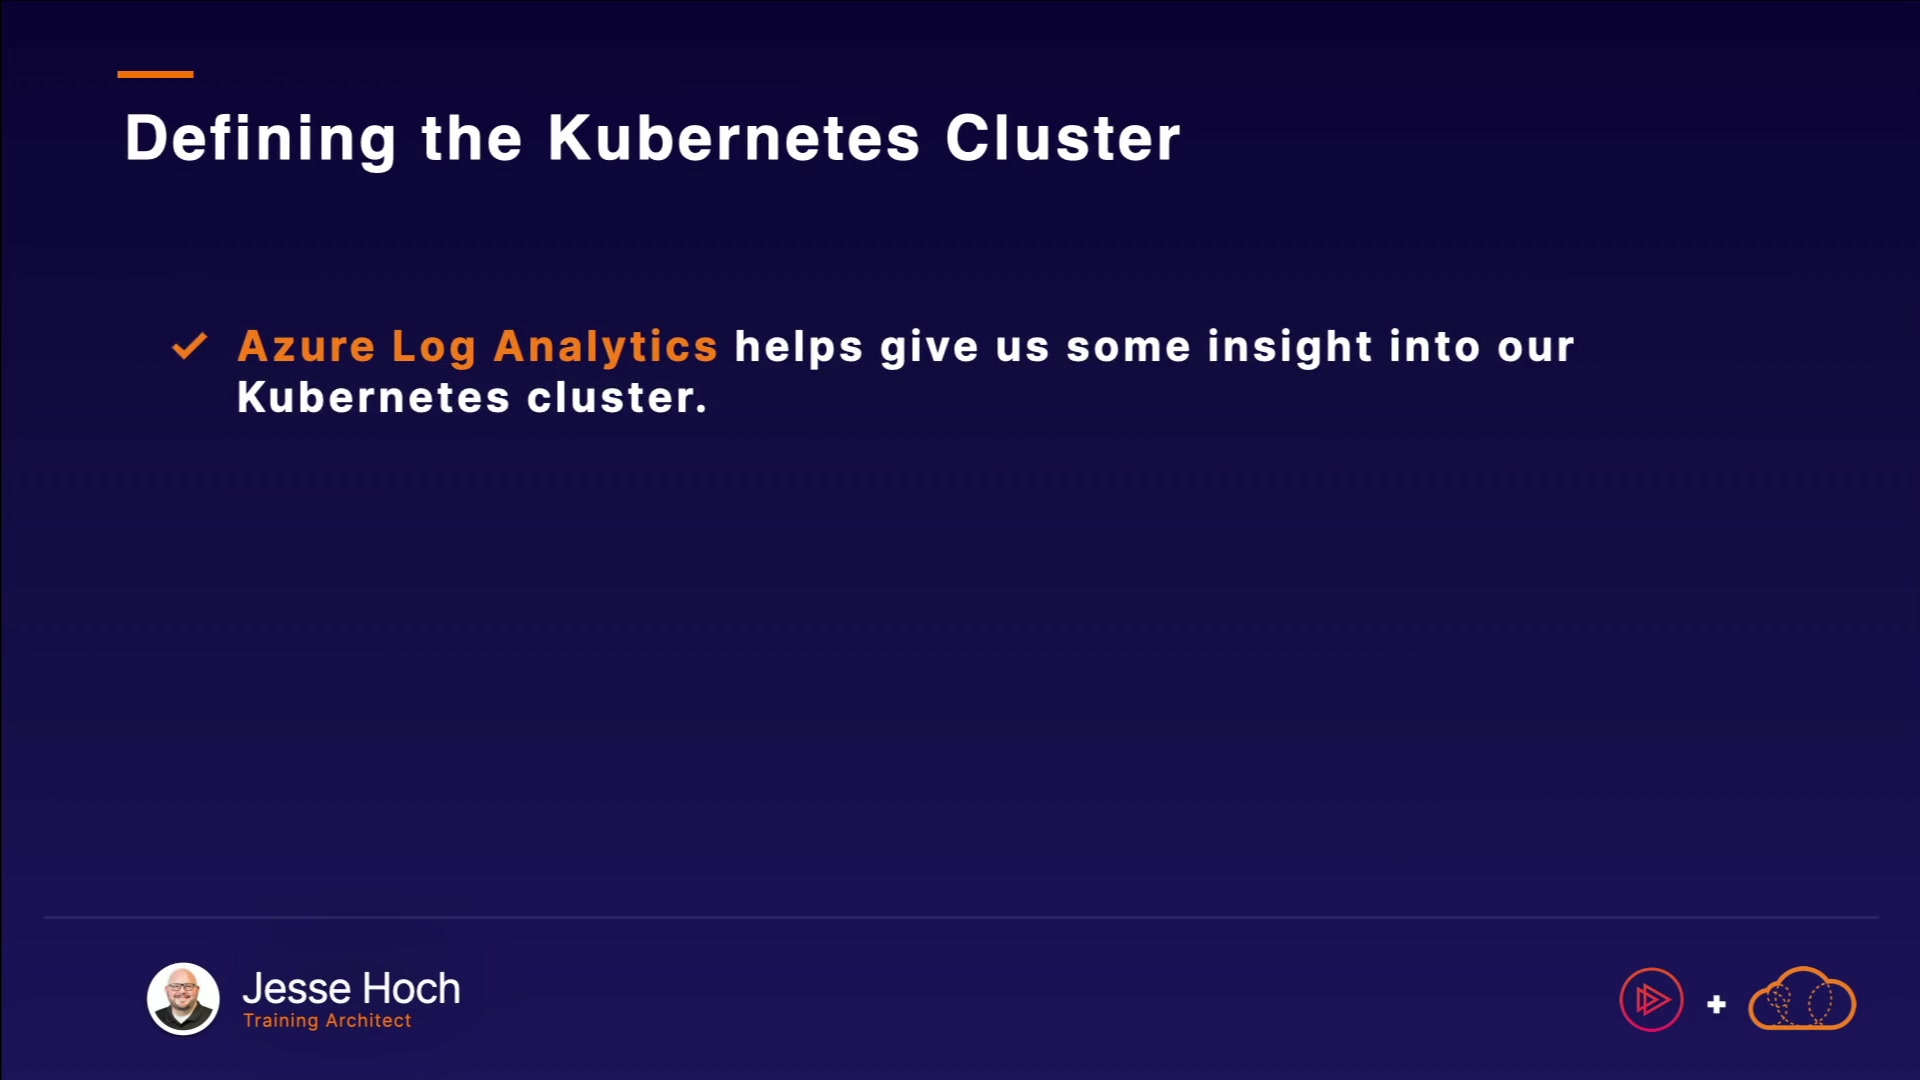 Defining the Kubernetes Cluster
Azure Log Analytics helps give us some insight into our
Kubernetes cluster.
Jesse Hoch
Training Architect